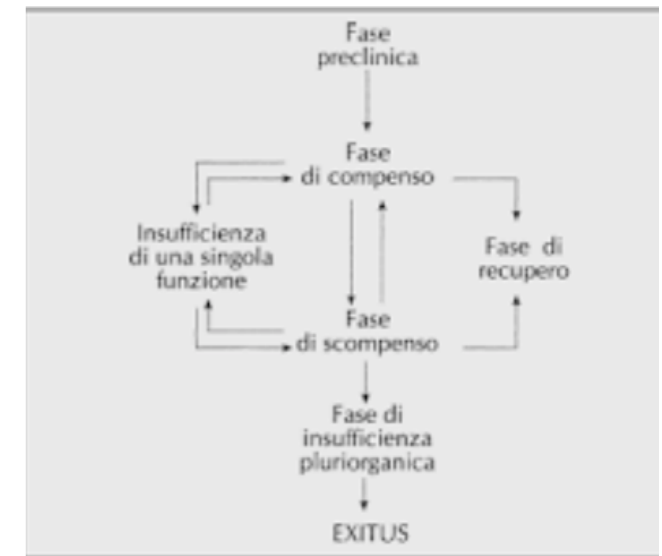 Fase
preclinica
Fase
di compenso
Insufficienza
di una singola
funzione
Fase di
recupero
Fase
di scompenso
Fase di
insufficienza
pluriorganica
EXITUS